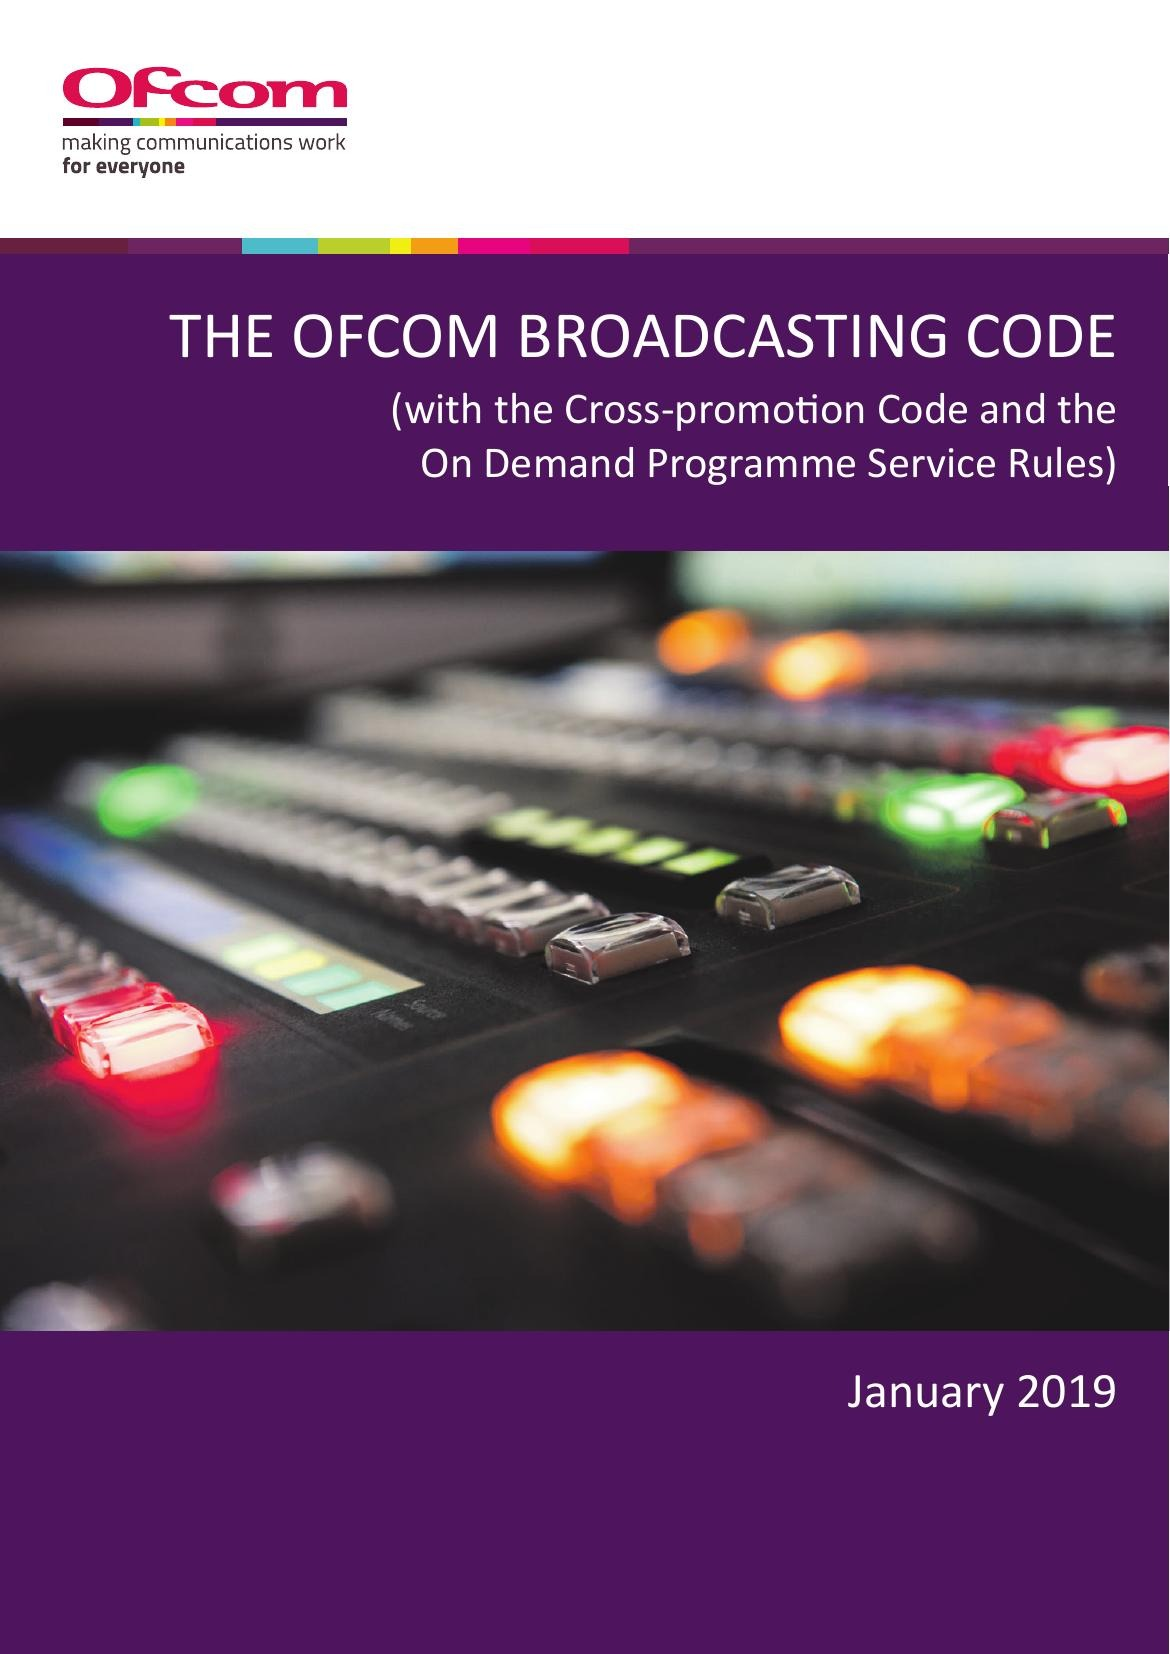 Ofcom
making communications work
for everyone
THE OFCOM BROADCASTING CODE
(with the Cross-promotion Code and the
On Demand Programme Service Rules)
January 2019